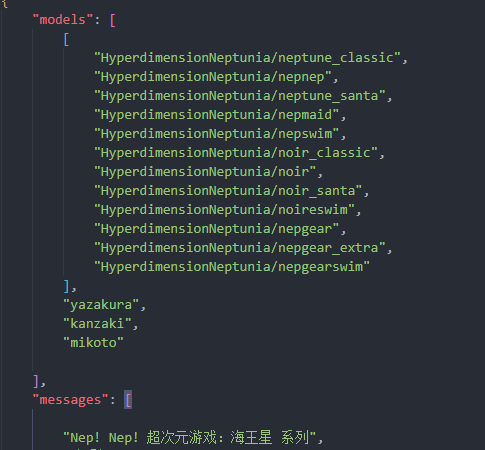 {
"models": [
[
"HyperdimensionNeptunia/neptune_classic",
"HyperdimensionNeptunia/nepnep",
"HyperdimensionNeptunia/neptune_santa",
"HyperdimensionNeptunia/nepmaid",
"HyperdimensionNeptunia/nepswim",
"HyperdimensionNeptunia/noir_classic",
"HyperdimensionNeptunia/noir",
"HyperdimensionNeptunia/noir_santa",
"HyperdimensionNeptunia/noireswim",
"HyperdimensionNeptunia/nepgear",
"HyperdimensionNeptunia/nepgear_extra",
"HyperdimensionNeptunia/nepgearswim"
],
"yazakura",
"kanzaki",
"mikoto"
],
"messages": [
"Nep! Nep! 超次元游戏：海王星 系列",